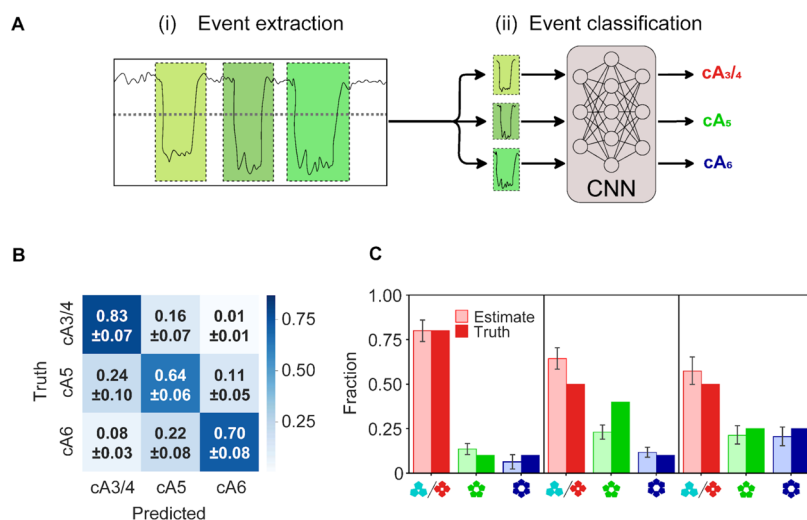 A
(i) Event extraction
(ii) Event classification
cA₃/₄
cA₅
cA₆
CNN
B
Truth
cA3/4
0.83 ±0.07
0.16 ±0.07
0.01 ±0.01
cA5
0.24 ±0.10
0.64 ±0.06
0.11 ±0.05
cA6
0.08 ±0.03
0.22 ±0.08
0.70 ±0.08
cA3/4 cA5 cA6
Predicted
0.75
0.50
0.25
C
Fraction
1.00
0.75
0.50
0.25
0
Estimate
Truth
/
/
/